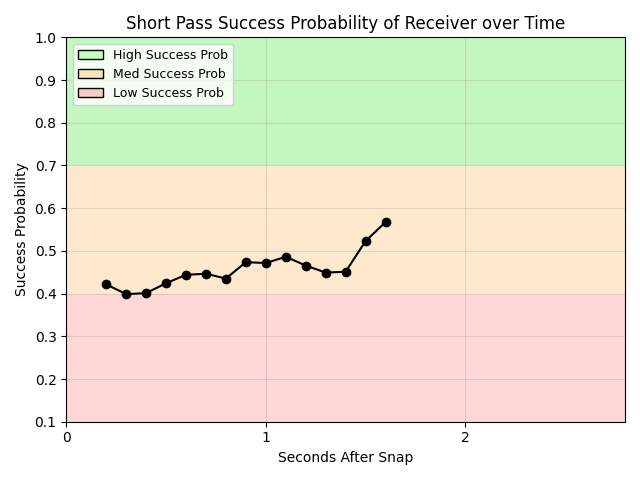 Short Pass Success Probability of Receiver over Time
1.0
High Success Prob
Med Success Prob
Low Success Prob
0.9
0.8
0.7
0.6
0.5
0.4
0.3
0.2
0.1
Success Probability
0 1 2
Seconds After Snap